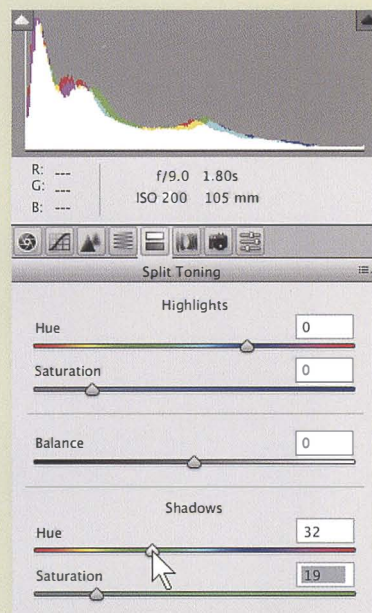 R: ---
G: ---
B: ---
f/9.0 1.80s
ISO 200 105 mm
Split Toning
Highlights
Hue 0
Saturation 0
Balance 0
Shadows
Hue 32
Saturation 19